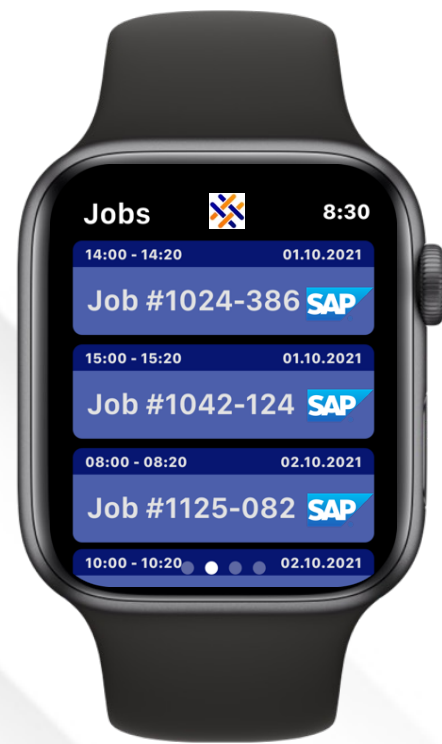 Jobs 8:30
14:00 - 14:20 01.10.2021
Job #1024-386 SAP
15:00 - 15:20 01.10.2021
Job #1042-124 SAP
08:00 - 08:20 02.10.2021
Job #1125-082 SAP
10:00 - 10:20 02.10.2021